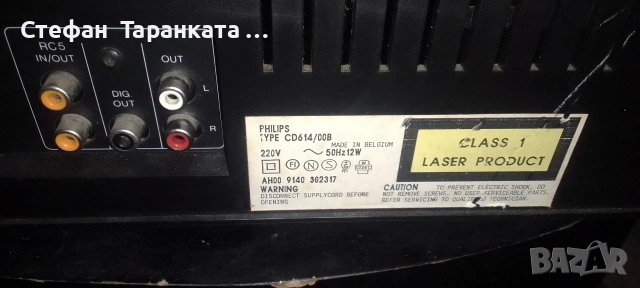 Стефан Таранката .
RC5
IN/OUT
DIG.
OUT
OUT
L
R
PHILIPS
TYPE CD614/00B
MADE IN BELGIUM
220V ~ 50Hz12W
FI N S D
AH00 9140 302317
WARNING
DISCONNECT SUPPLYCORD BEFORE
OPENING
CLASS 1
LASER PRODUCT
CAUTION TO PREVENT ELECTRIC SHOCK, DO
NOT REMOVE SCREWS. NO USER-SERVICEABLE PARTS.
REFER SERVICING TO QUALIFIED TECHNICIAN.
BAZAR